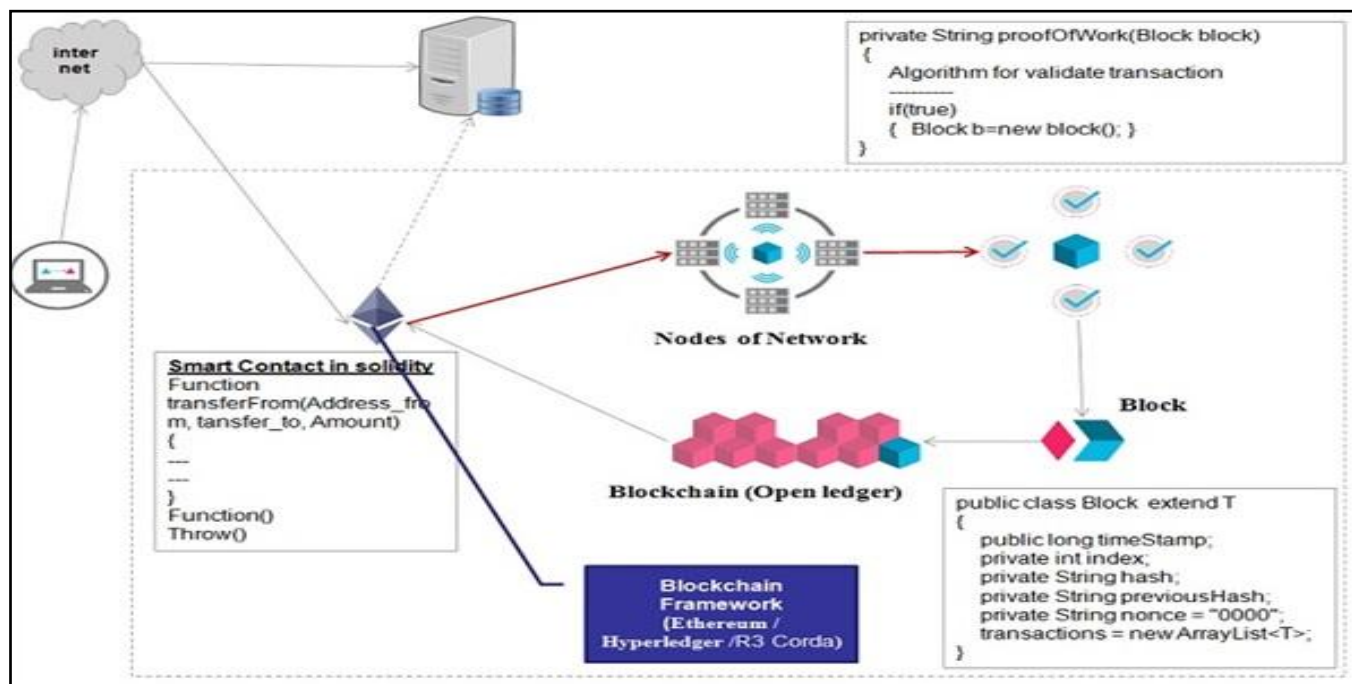 inter
net
private String proofOfWork(Block block)
{
Algorithm for validate transaction
---------
if(true)
{ Block b=new block(); }
}
Nodes of Network
Smart Contact in solidity
Function
transferFrom(Address_fro
m, tansfer_to, Amount)
{
---
---
}
Function()
Throw()
Block
Blockchain (Open ledger)
Blockchain
Framework
(Ethereum /
Hyperledger /R3 Corda)
public class Block extend T
{
public long timeStamp;
private int index;
private String hash;
private String previousHash;
private String nonce = "0000";
transactions = new ArrayList<T>;
}